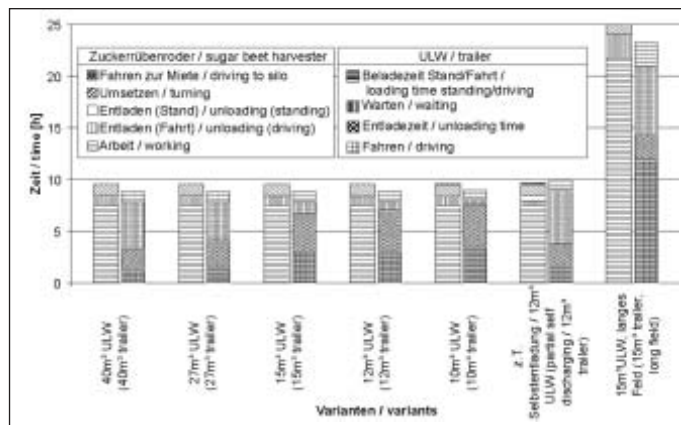 25
20
15
10
5
0
Zeit / time [h]
Zuckerrübenroder / sugar beet harvester
Fahren zur Miete / driving to silo
Umsetzen / turning
Entladen (Stand) / unloading (standing)
Entladen (Fahrt) / unloading (driving)
Arbeit / working
ULW / trailer
Beladezeit Stand/Fahrt /
loading time standing/driving
Warten / waiting
Entladezeit / unloading time
Fahren / driving
40m³ ULW
(40m³ trailer)
27m³ ULW
(27m³ trailer)
15m³ ULW
(15m³ trailer)
12m³ ULW
(12m³ trailer)
10m³ ULW
(10m³ trailer)
z.T.
Selbstentladung / 12m³
ULW (partial self
discharging / 12m³
trailer)
15m³ULW, langes
Feld (15m³ trailer,
long field)
Varianten / variants